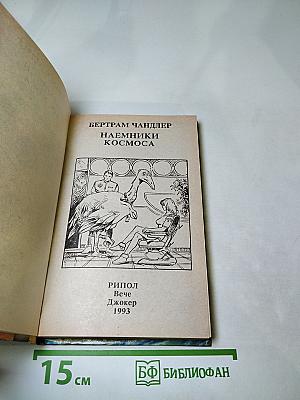 БЕРТРАМ ЧАНДЛЕР
НАЕМНИКИ
КОСМОСА
РИПОЛ
Вече
Джокер
1993
15 см
БФ БИБЛИОФАН